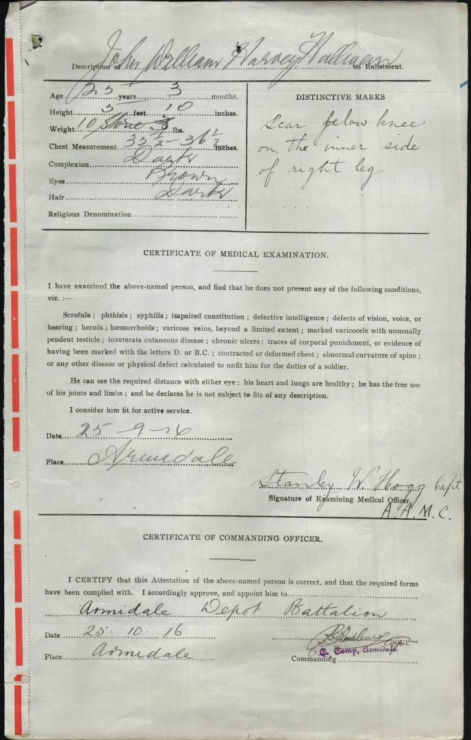 Description of John William Harvey on Enlistment.
Age 23 years 3 months.
Height 5 feet 10 inches.
Weight 10 Stone 5 lbs.
Chest Measurement 33½-36½ inches.
Complexion Dark
Eyes Brown
Hair Dark
Religious Denomination
DISTINCTIVE MARKS
Scar below knee
on the inner side
of right leg
CERTIFICATE OF MEDICAL EXAMINATION.
I have examined the above-named person, and find that he does not present any of the following conditions,
viz. :—
Scrofula ; phthisis ; syphilis ; impaired constitution ; defective intelligence ; defects of vision, voice, or
hearing ; hernia ; hæmorrhoids ; varicose veins, beyond a limited extent ; marked varicocele with unusually
pendent testicle ; inveterate cutaneous disease ; chronic ulcers ; traces of corporal punishment, or evidence of
having been marked with the letters D. or B.C. ; contracted or deformed chest ; abnormal curvature of spine ;
or any other disease or physical defect calculated to unfit him for the duties of a soldier.
He can see the required distance with either eye ; his heart and lungs are healthy ; he has the free use
of his joints and limbs ; and he declares he is not subject to fits of any description.
I consider him fit for active service.
Date 25-9-16
Place Armidale
Stanley W. Hogg Capt
Signature of Examining Medical Officer.
A.A.M.C.
CERTIFICATE OF COMMANDING OFFICER.
I CERTIFY that this Attestation of the above-named person is correct, and that the required forms
have been complied with. I accordingly approve, and appoint him to
Armidale Depot Battalion
Date 25.10.16
Place Armidale
Commanding Camp, Armidale